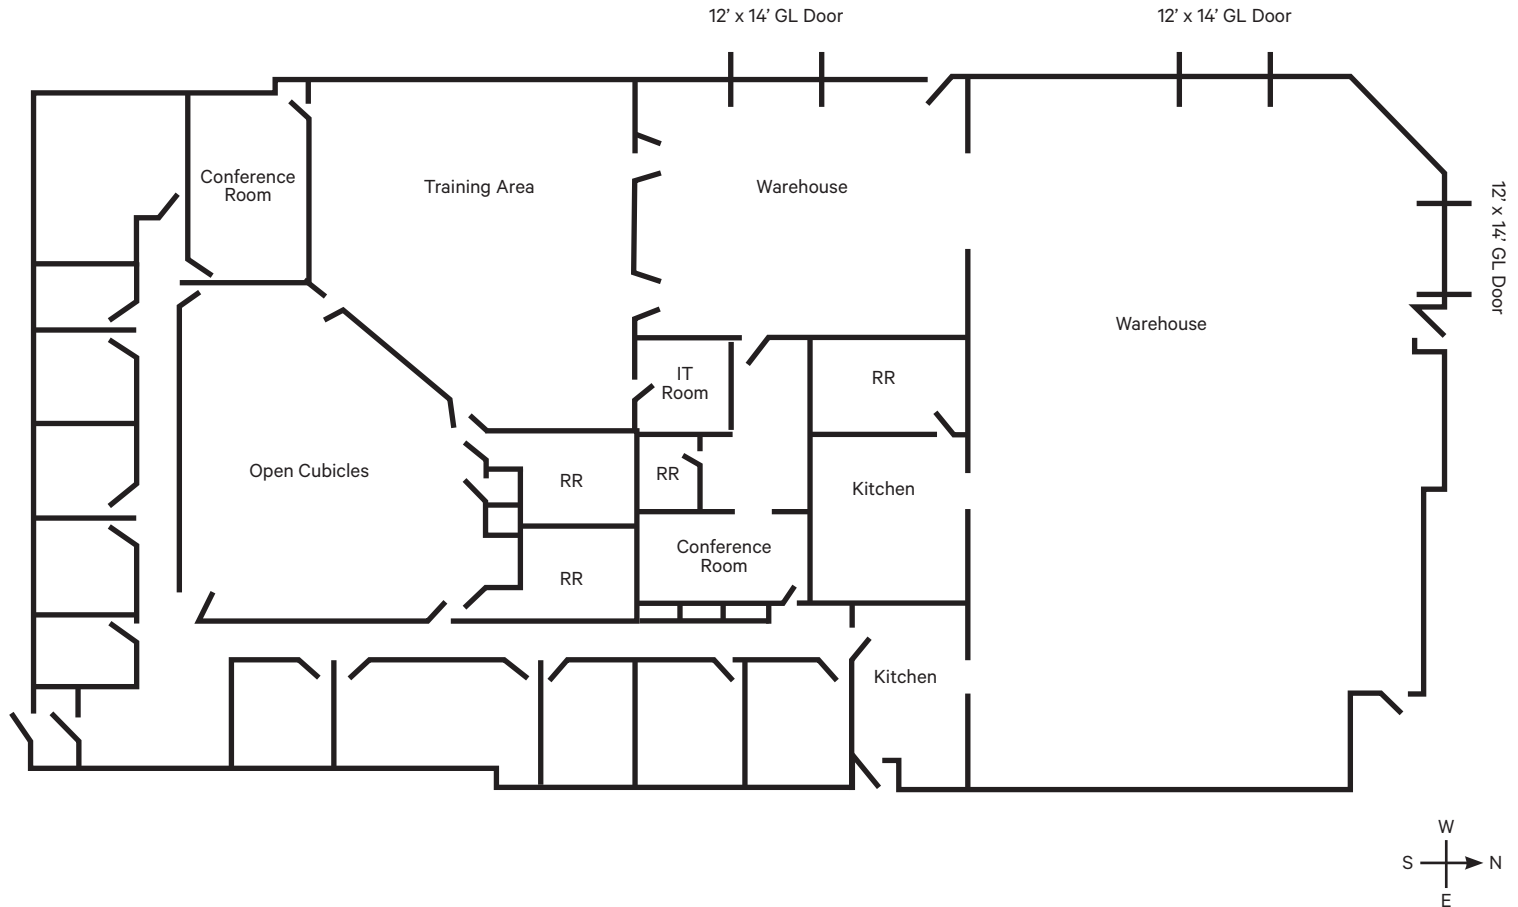 12’ x 14’ GL Door
12’ x 14’ GL Door
Conference
Room
Training Area
Warehouse
12’ x 14’ GL Door
Warehouse
IT
Room
RR
Open Cubicles
RR
RR
Kitchen
Conference
Room
RR
Kitchen
W
S
N
E